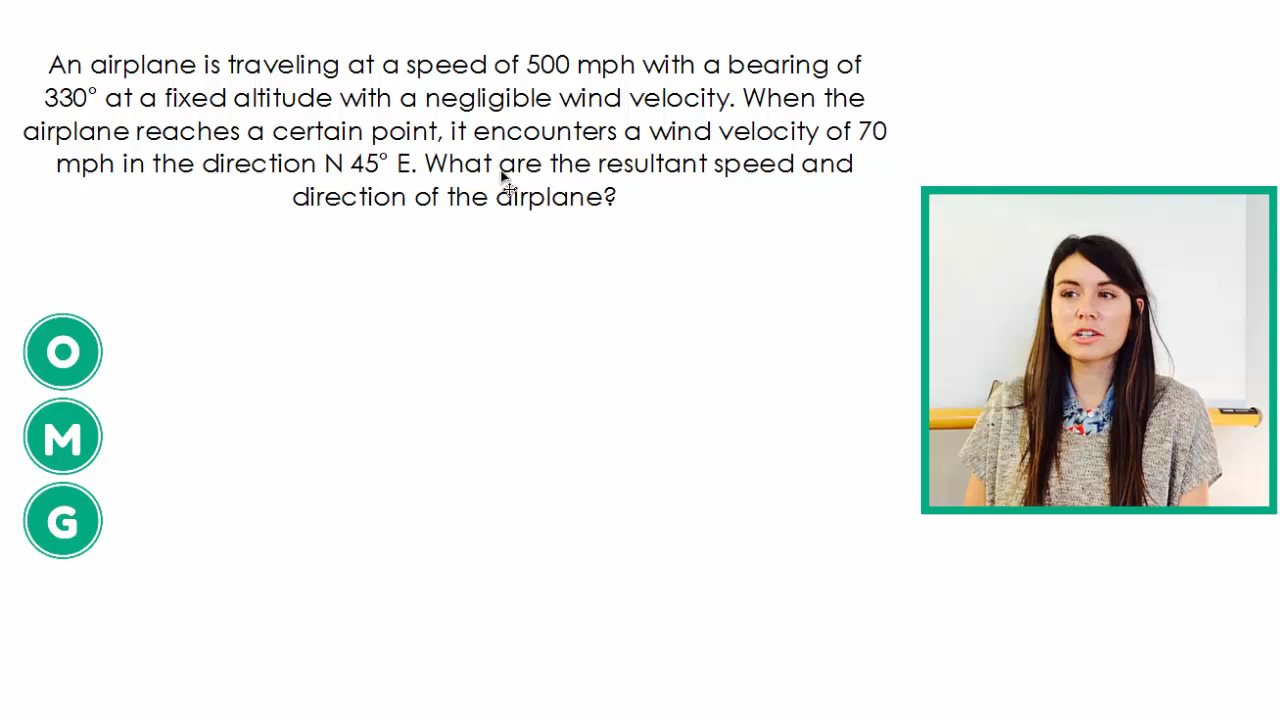 An airplane is traveling at a speed of 500 mph with a bearing of
330° at a fixed altitude with a negligible wind velocity. When the
airplane reaches a certain point, it encounters a wind velocity of 70
mph in the direction N 45° E. What are the resultant speed and
direction of the airplane?
O
M
G